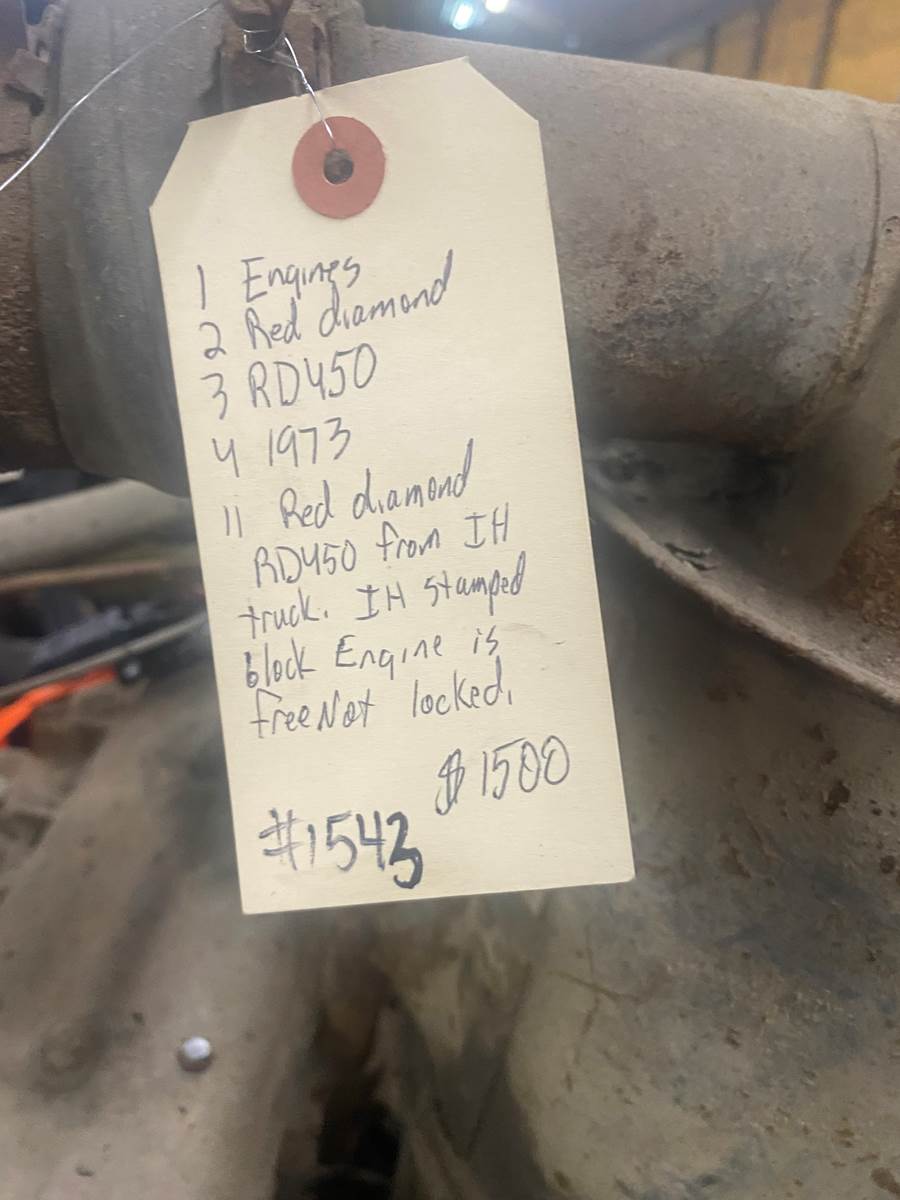 1 Engines
2 Red diamond
3 RD450
4 1973
11 Red diamond
RD450 from IH
truck. IH stamped
block Engine is
free Not locked.
$1500
#1543